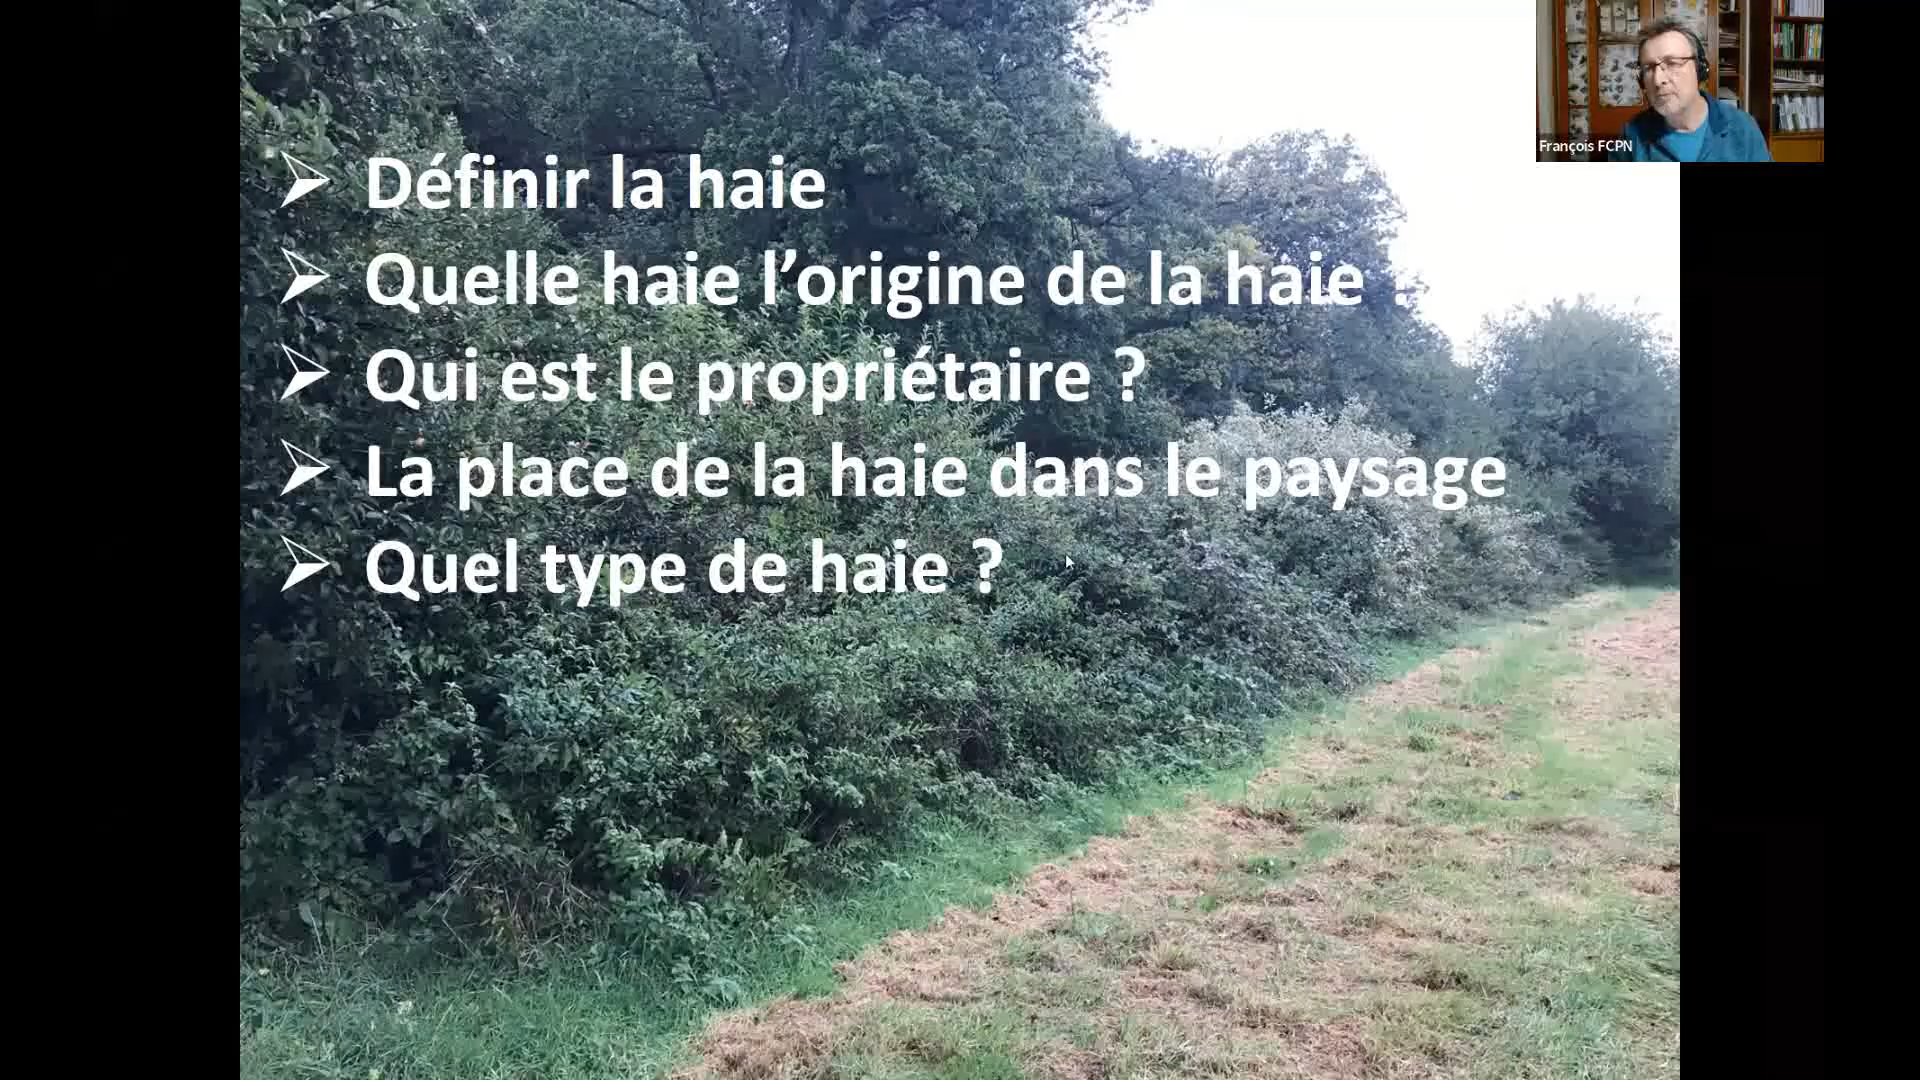 ➢ Définir la haie
➢ Quelle haie l’origine de la haie ?
➢ Qui est le propriétaire ?
➢ La place de la haie dans le paysage
➢ Quel type de haie ?
François FCPN